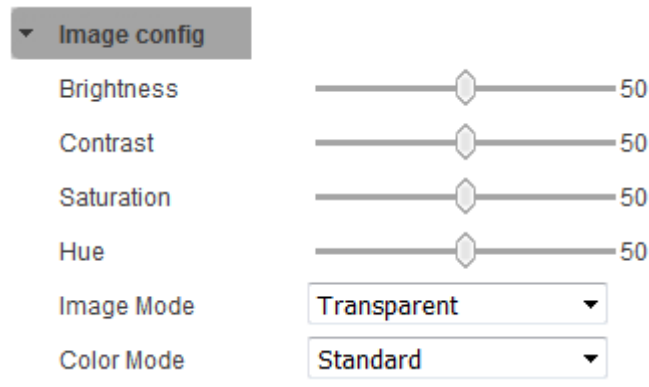 Image config
Brightness 50
Contrast 50
Saturation 50
Hue 50
Image Mode Transparent
Color Mode Standard